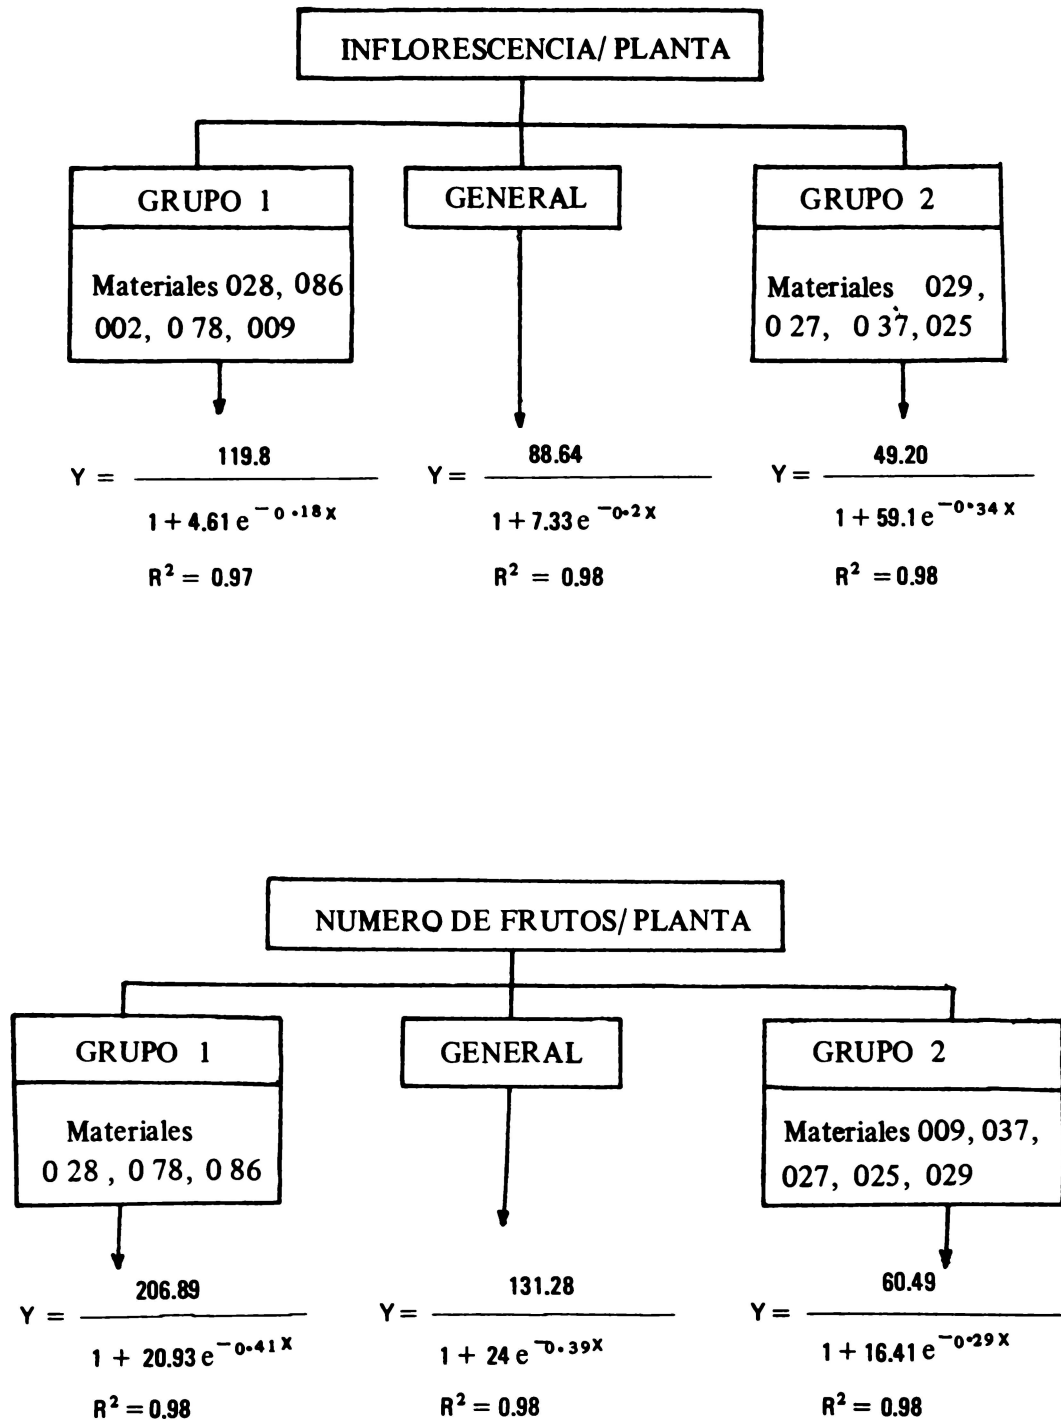 INFLORESCENCIA/ PLANTA
GRUPO 1
Materiales 028, 086
002, 0 78, 009
GENERAL
GRUPO 2
Materiales 029,
0 27, 0 37, 025
Y = 119.8 / 1 + 4.61 e^-0.18X
R² = 0.97
Y = 88.64 / 1 + 7.33 e^-0.2X
R² = 0.98
Y = 49.20 / 1 + 59.1 e^-0.34X
R² = 0.98
NUMERO DE FRUTOS/ PLANTA
GRUPO 1
Materiales
0 28, 0 78, 0 86
GENERAL
GRUPO 2
Materiales 009, 037,
027, 025, 029
Y = 206.89 / 1 + 20.93 e^-0.41X
R² = 0.98
Y = 131.28 / 1 + 24 e^-0.39X
R² = 0.98
Y = 60.49 / 1 + 16.41 e^-0.29X
R² = 0.98